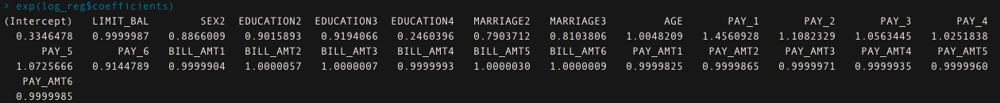 > exp(log_reg$coefficients)
(Intercept) LIMIT_BAL SEX2 EDUCATION2 EDUCATION3 EDUCATION4 MARRIAGE2 MARRIAGE3 AGE PAY_1 PAY_2 PAY_3 PAY_4
0.3346478 0.9999987 0.8866009 0.9015893 0.9194066 0.2460396 0.7903712 0.8103806 1.0048209 1.4560928 1.1082329 1.0563445 1.0251838
PAY_5 PAY_6 BILL_AMT1 BILL_AMT2 BILL_AMT3 BILL_AMT4 BILL_AMT5 BILL_AMT6 PAY_AMT1 PAY_AMT2 PAY_AMT3 PAY_AMT4 PAY_AMT5
1.0725666 0.9144789 0.9999904 1.0000057 1.0000007 0.9999993 1.0000030 1.0000009 0.9999825 0.9999865 0.9999971 0.9999935 0.9999960
PAY_AMT6
0.9999985